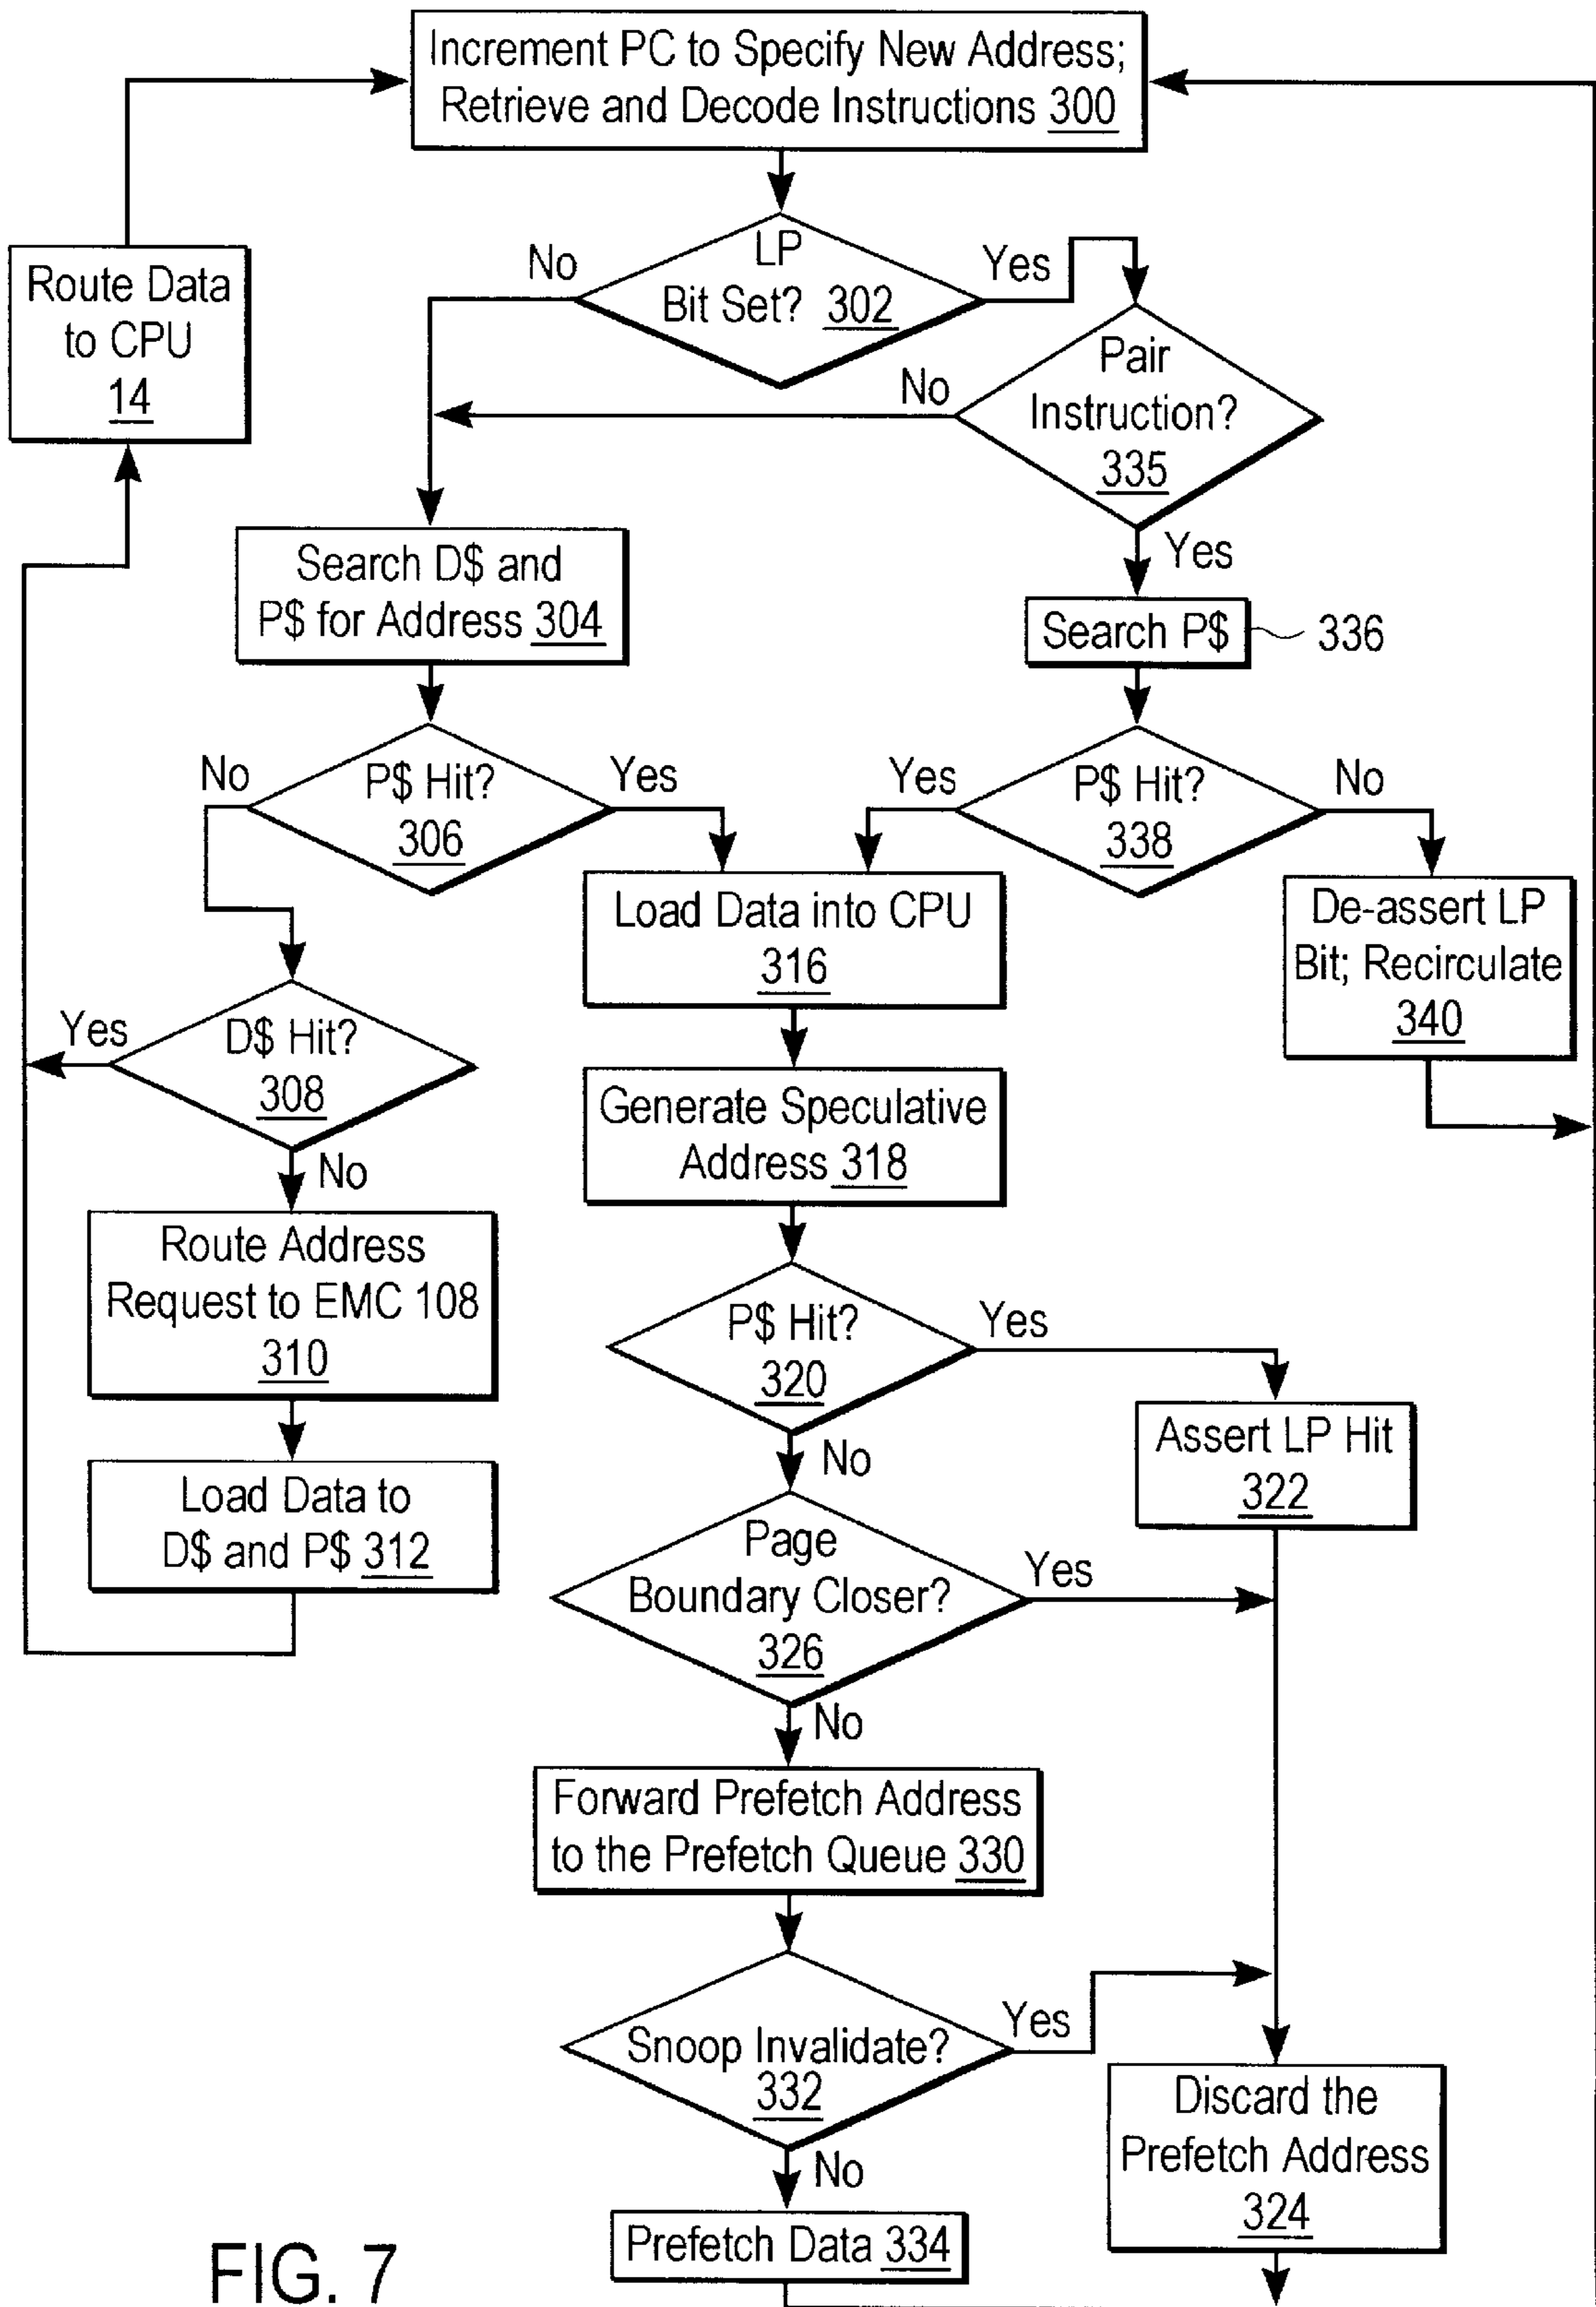 Increment PC to Specify New Address;
Retrieve and Decode Instructions 300
LP
Bit Set? 302
No
Yes
Route Data
to CPU
14
Pair
Instruction?
335
No
Yes
Search D$ and
P$ for Address 304
Search P$
336
P$ Hit?
306
No
Yes
P$ Hit?
338
Yes
No
Load Data into CPU
316
De-assert LP
Bit; Recirculate
340
D$ Hit?
308
Yes
No
Generate Speculative
Address 318
Route Address
Request to EMC 108
310
P$ Hit?
320
Yes
No
Assert LP Hit
322
Load Data to
D$ and P$ 312
Page
Boundary Closer?
326
Yes
No
Forward Prefetch Address
to the Prefetch Queue 330
Snoop Invalidate?
332
Yes
No
Discard the
Prefetch Address
324
Prefetch Data 334
FIG. 7